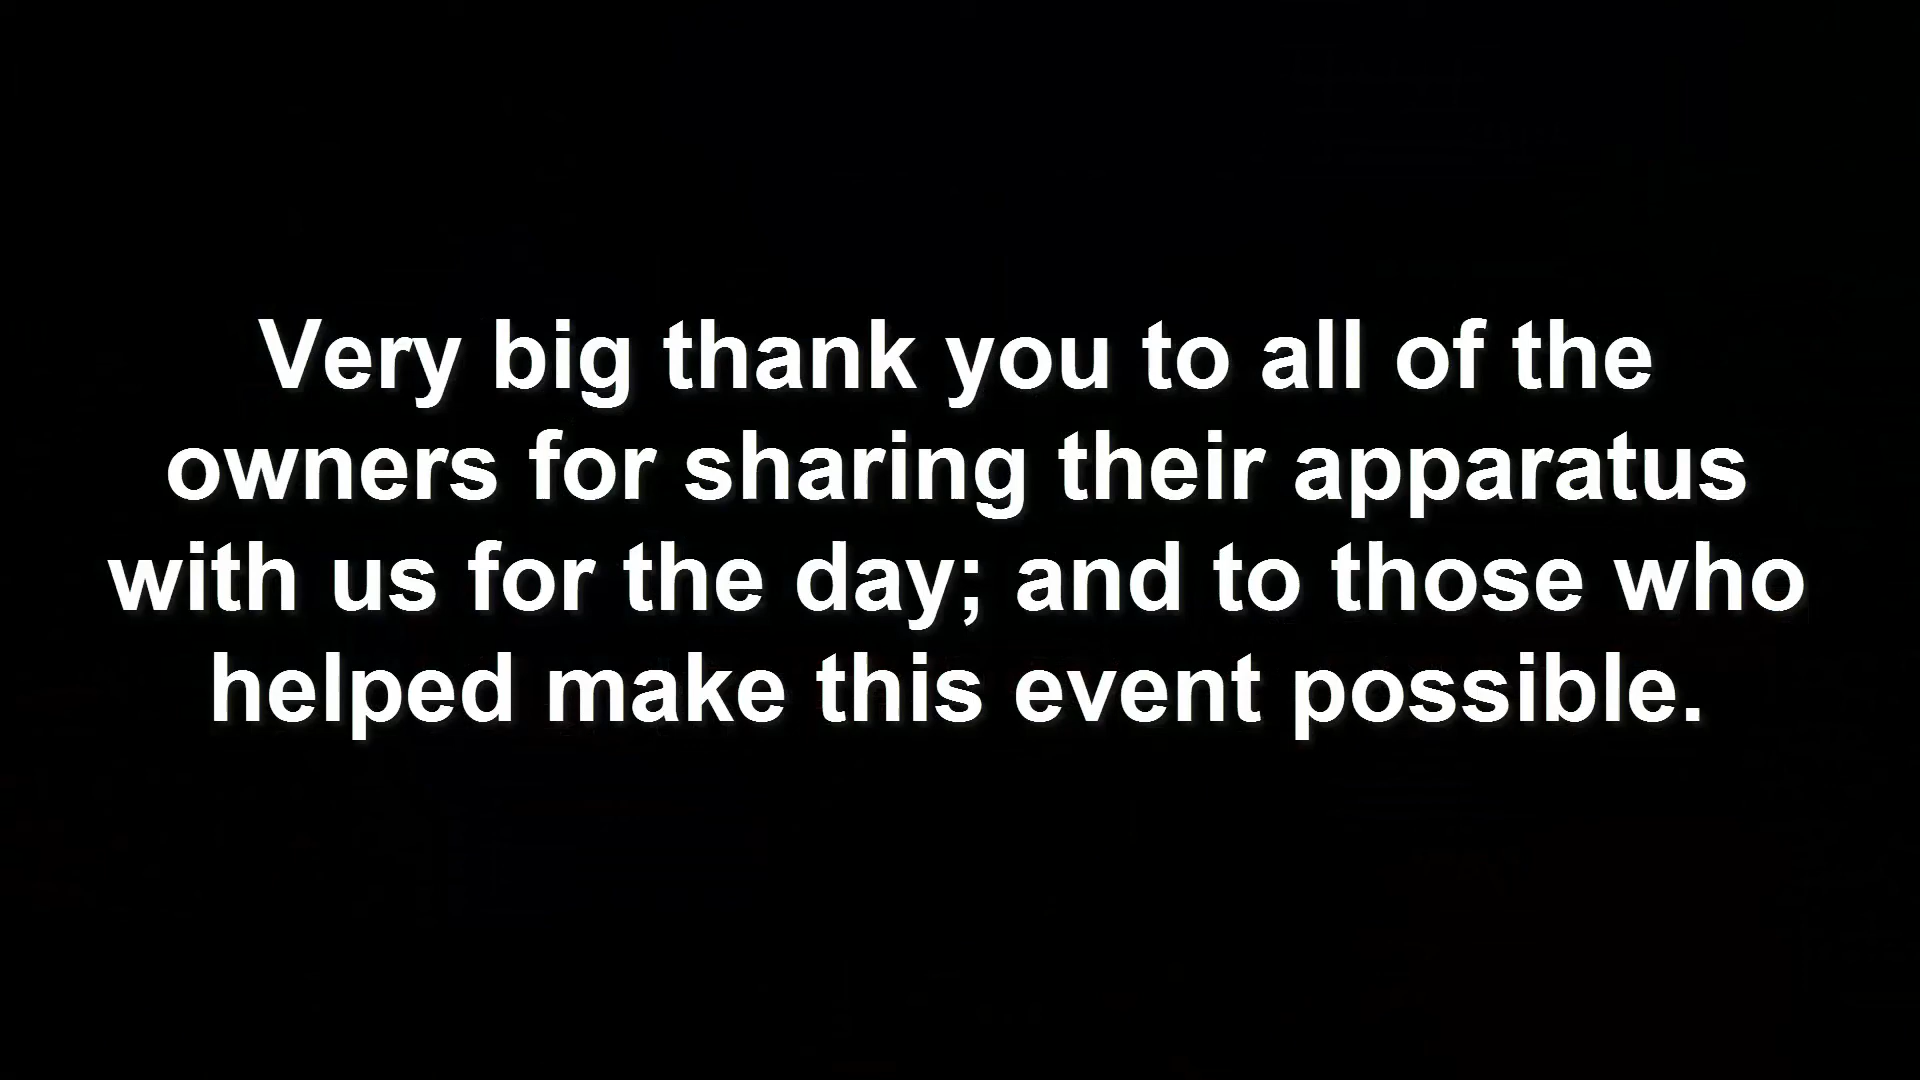 Very big thank you to all of the
owners for sharing their apparatus
with us for the day; and to those who
helped make this event possible.